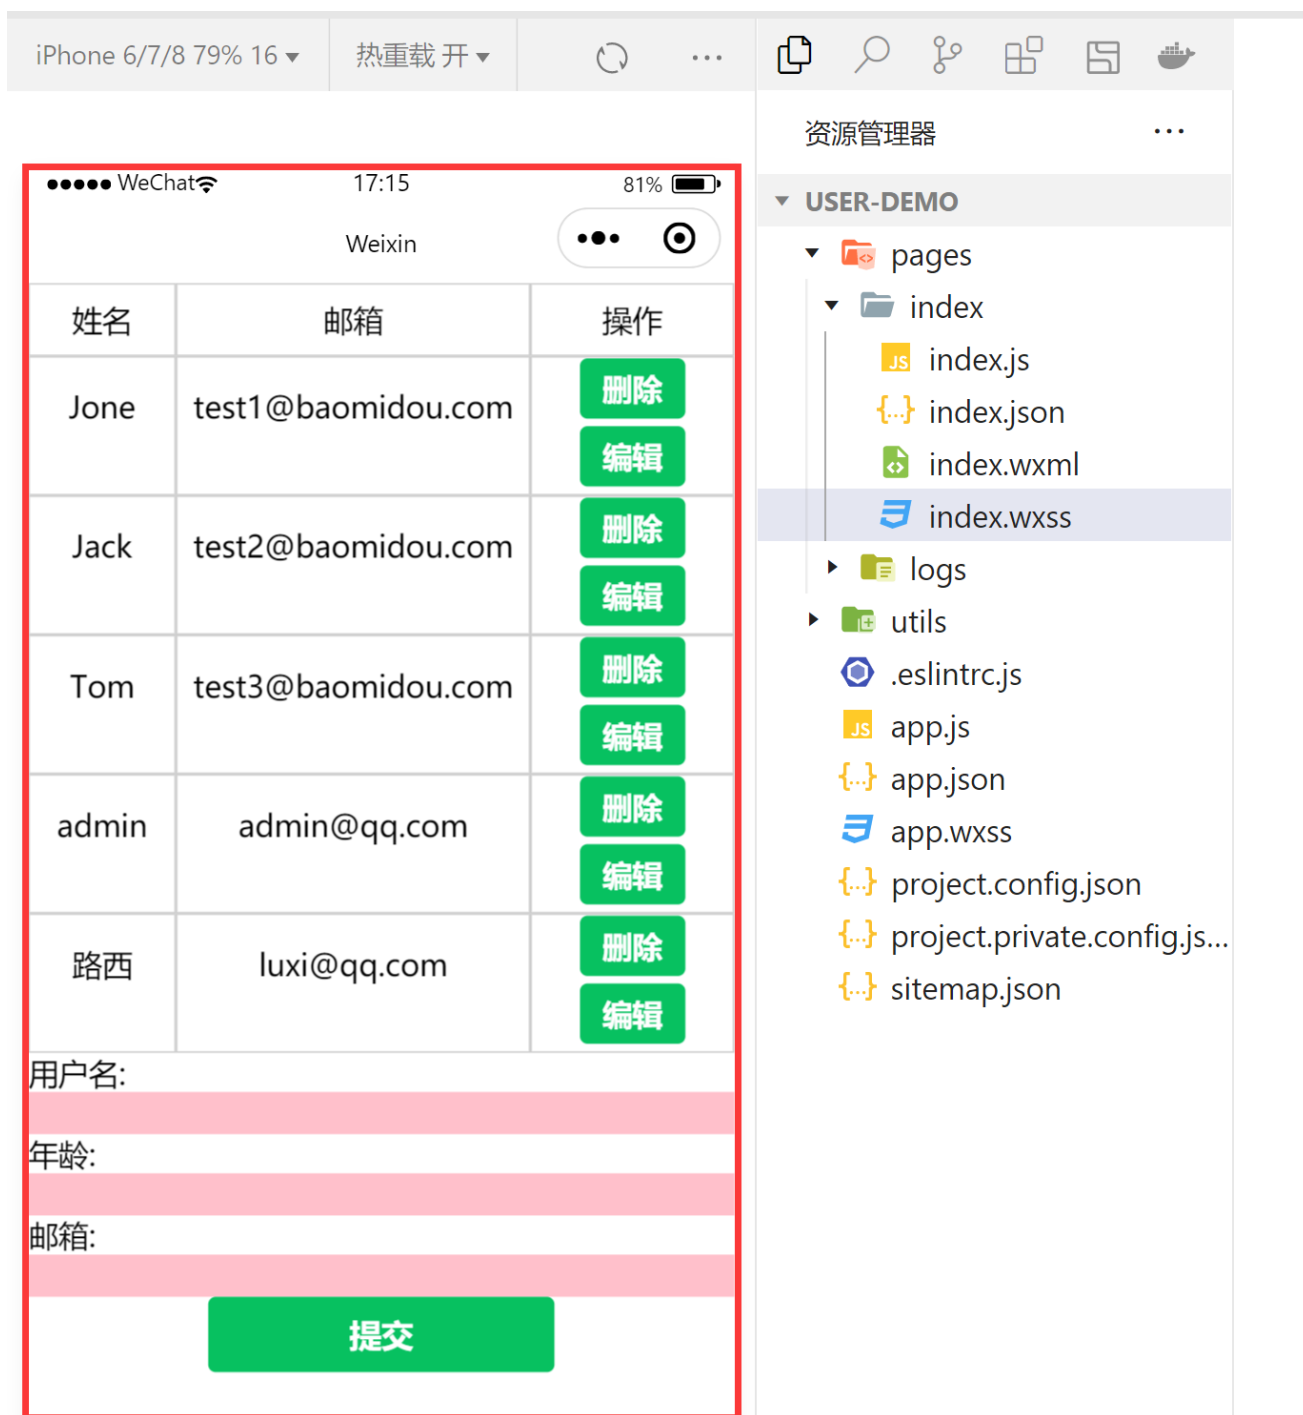 iPhone 6/7/8 79% 16
热重载 开
WeChat
17:15
81%
Weixin
姓名 邮箱 操作
Jone test1@baomidou.com 删除
编辑
Jack test2@baomidou.com 删除
编辑
Tom test3@baomidou.com 删除
编辑
admin admin@qq.com 删除
编辑
路西 luxi@qq.com 删除
编辑
用户名:
年龄:
邮箱:
提交
资源管理器
USER-DEMO
pages
index
JS index.js
{...} index.json
index.wxml
index.wxss
logs
utils
.eslintrc.js
JS app.js
{...} app.json
app.wxss
{...} project.config.json
{...} project.private.config.js...
{...} sitemap.json